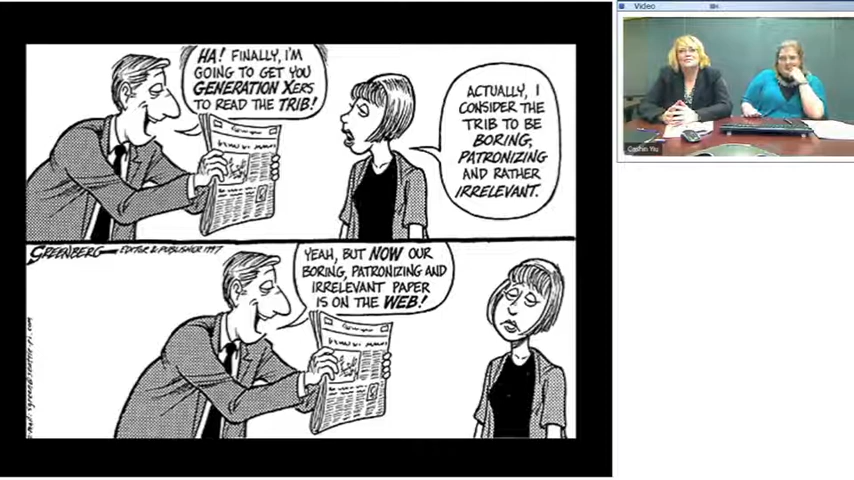 Video
HA! FINALLY, I'M
GOING TO GET YOU
GENERATION XERS
TO READ THE TRIB!
ACTUALLY, I
CONSIDER THE
TRIB TO BE
BORING,
PATRONIZING
AND RATHER
IRRELEVANT.
Cashin Yiu
GREENBERG— EDITOR & PUBLISHER 1997
YEAH, BUT NOW OUR
BORING, PATRONIZING AND
IRRELEVANT PAPER
IS ON THE WEB!